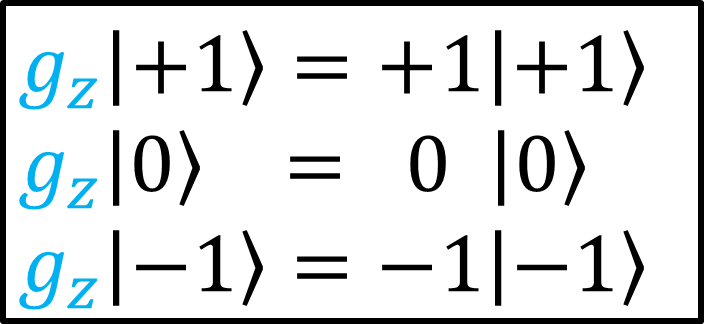 g_z|+1⟩ = +1|+1⟩
g_z|0⟩ = 0 |0⟩
g_z|−1⟩ = −1|−1⟩